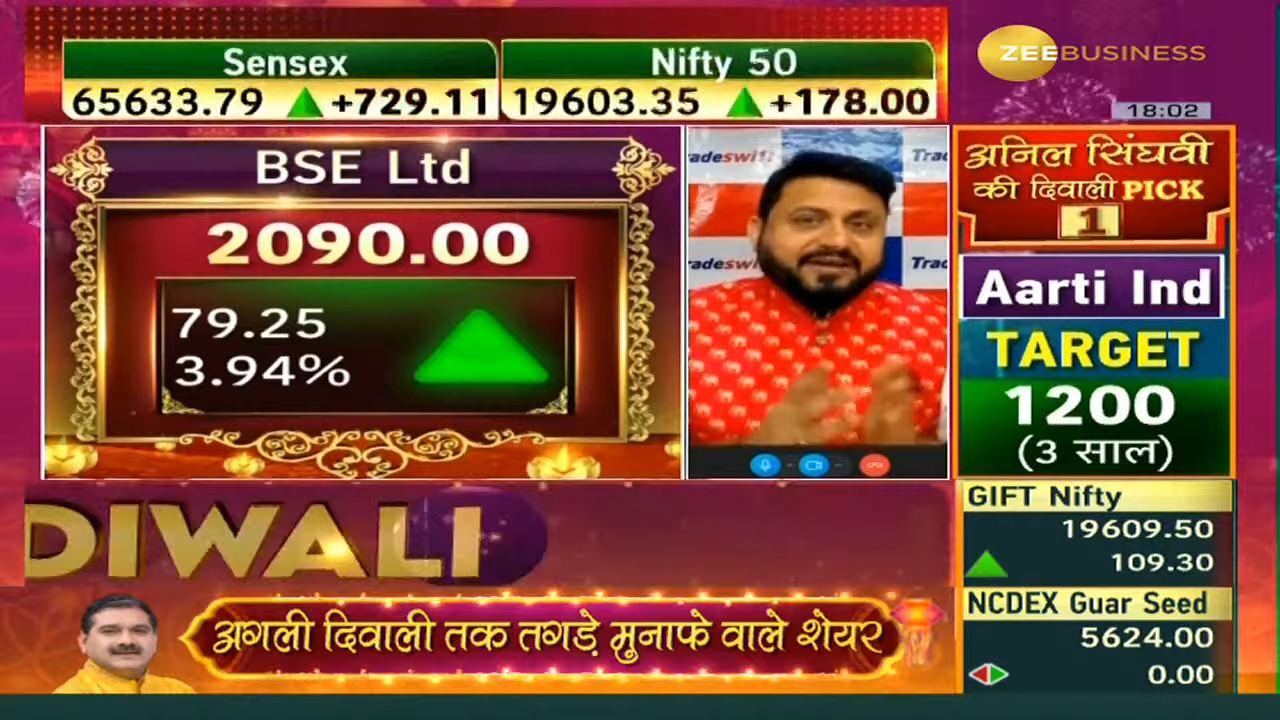 Sensex
65633.79 +729.11
Nifty 50
19603.35 +178.00
ZEEBUSINESS
18:02
BSE Ltd
2090.00
79.25
3.94%
tradeswift
अनिल सिंघवी
की दिवाली PICK
1
Aarti Ind
TARGET
1200
(3 साल)
GIFT Nifty
19609.50
109.30
NCDEX Guar Seed
5624.00
0.00
DIWALI
अगली दिवाली तक तगड़े मुनाफे वाले शेयर